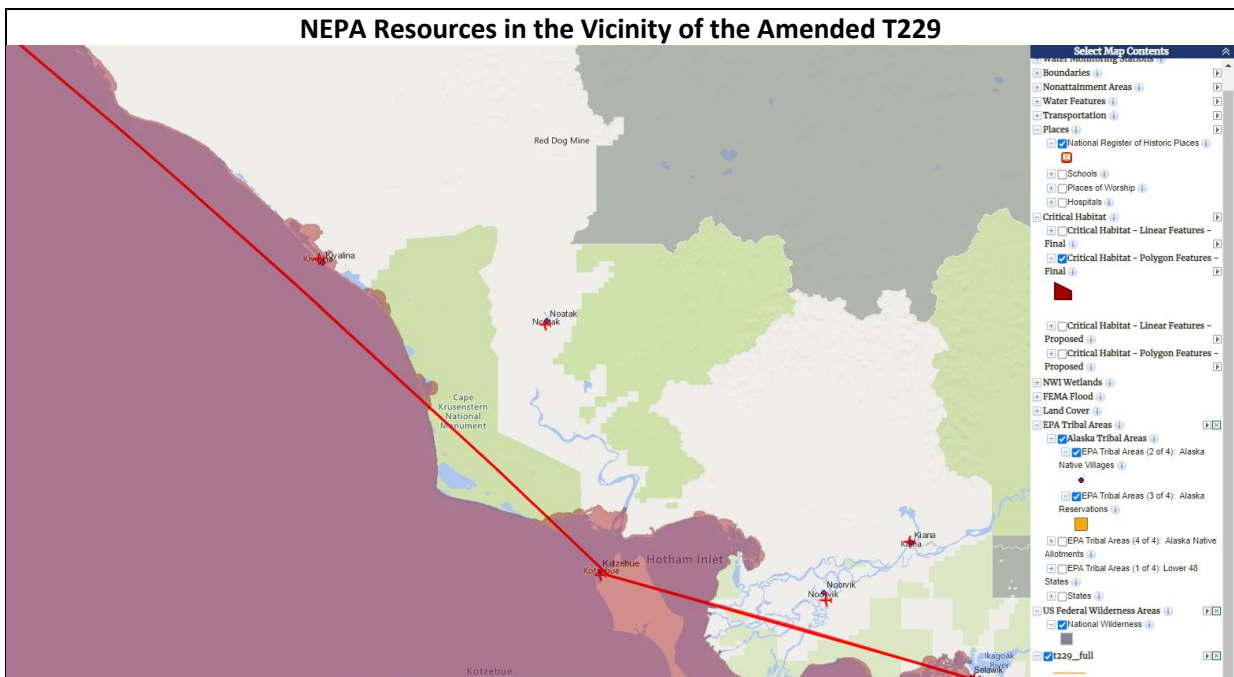 NEPA Resources in the Vicinity of the Amended T229
Red Dog Mine
Kivalina
Noatak
Cape
Krusenstern
National
Monument
Kotzebue
Hotham Inlet
Kiana
Noorvik
Ikagoak
River
Selawik
Kotzebue
Select Map Contents
Water Monitoring Stations
Boundaries
Nonattainment Areas
Water Features
Transportation
Places
National Register of Historic Places
Schools
Places of Worship
Hospitals
Critical Habitat
Critical Habitat - Linear Features -
Final
Critical Habitat - Polygon Features -
Final
Critical Habitat - Linear Features -
Proposed
Critical Habitat - Polygon Features -
Proposed
NWI Wetlands
FEMA Flood
Land Cover
EPA Tribal Areas
Alaska Tribal Areas
EPA Tribal Areas (2 of 4): Alaska
Native Villages
EPA Tribal Areas (3 of 4): Alaska
Reservations
EPA Tribal Areas (4 of 4): Alaska Native
Allotments
EPA Tribal Areas (1 of 4): Lower 48
States
States
US Federal Wilderness Areas
National Wilderness
t229_full